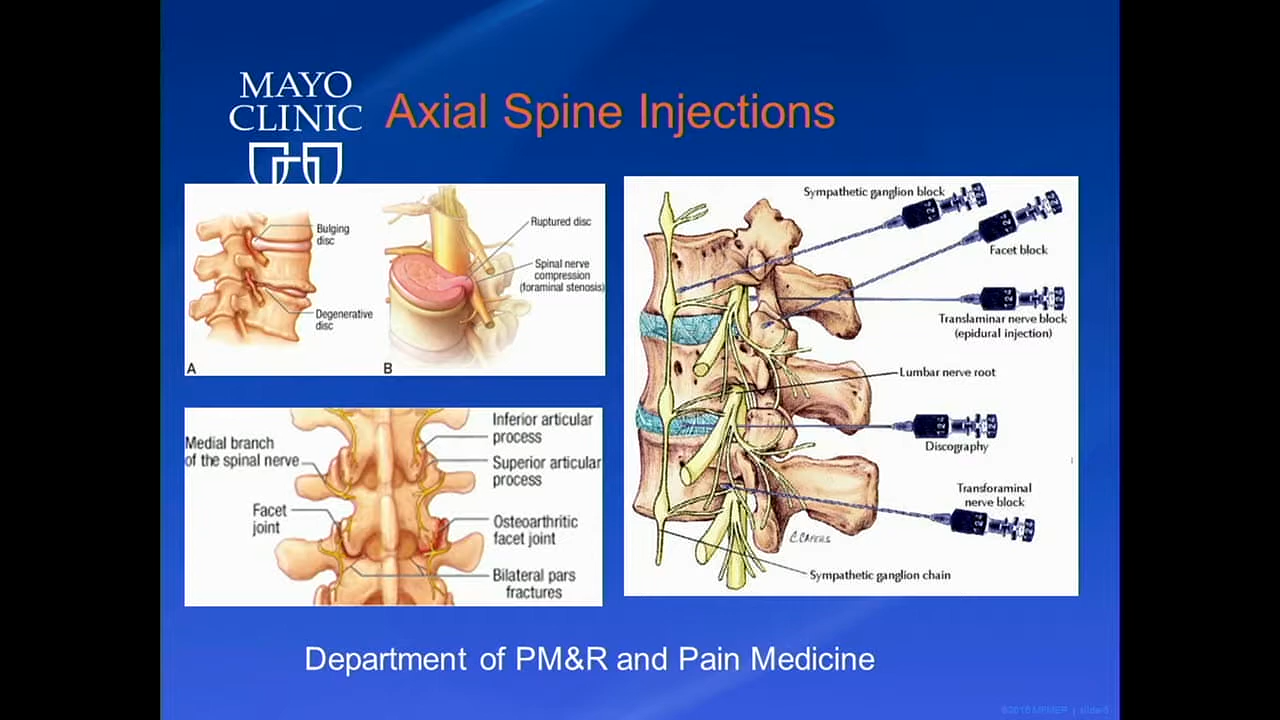 MAYO
CLINIC
Axial Spine Injections
Bulging
disc
Degenerative
disc
A
Ruptured disc
Spinal nerve
compression
(foraminal stenosis)
B
Medial branch
of the spinal nerve
Facet
joint
Inferior articular
process
Superior articular
process
Osteoarthritic
facet joint
Bilateral pars
fractures
Sympathetic ganglion block
Facet block
Translaminar nerve block
(epidural injection)
Lumbar nerve root
Discography
Transforaminal
nerve block
C.CAPERS
Sympathetic ganglion chain
Department of PM&R and Pain Medicine